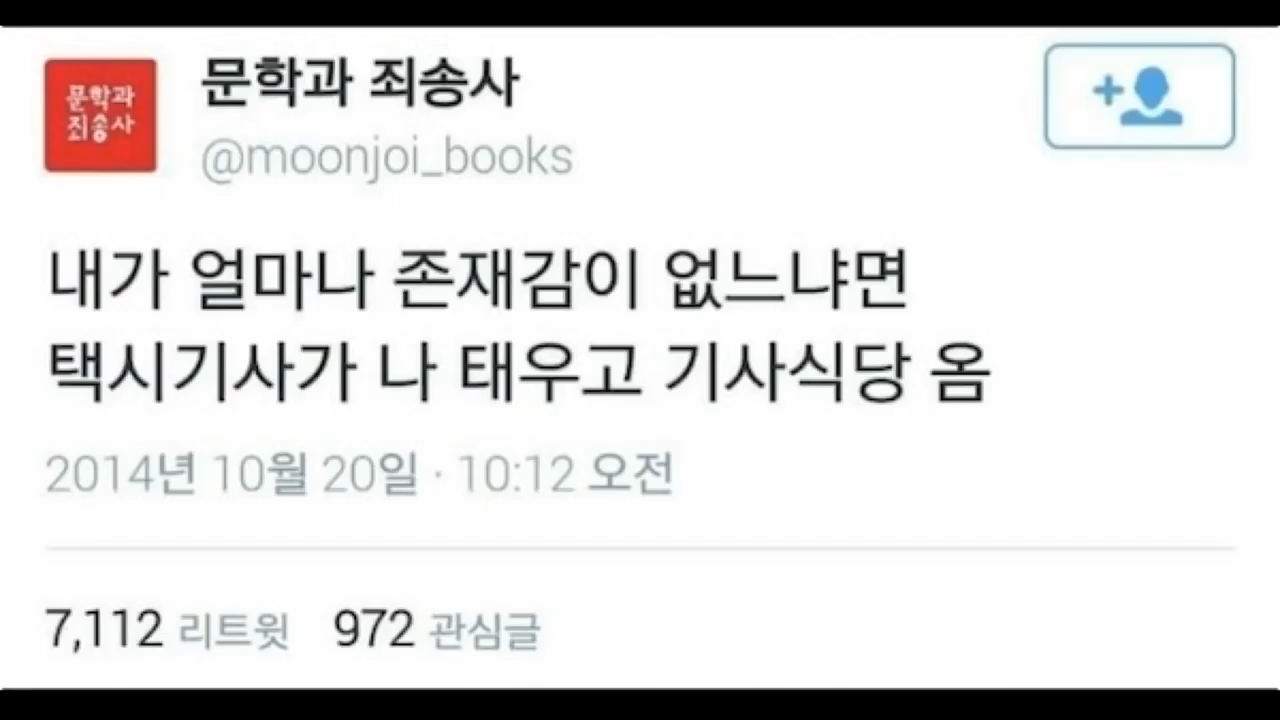 문학과
죄송사
문학과 죄송사
@moonjoi_books
내가 얼마나 존재감이 없느냐면
택시기사가 나 태우고 기사식당 옴
2014년 10월 20일 · 10:12 오전
7,112 리트윗 972 관심글